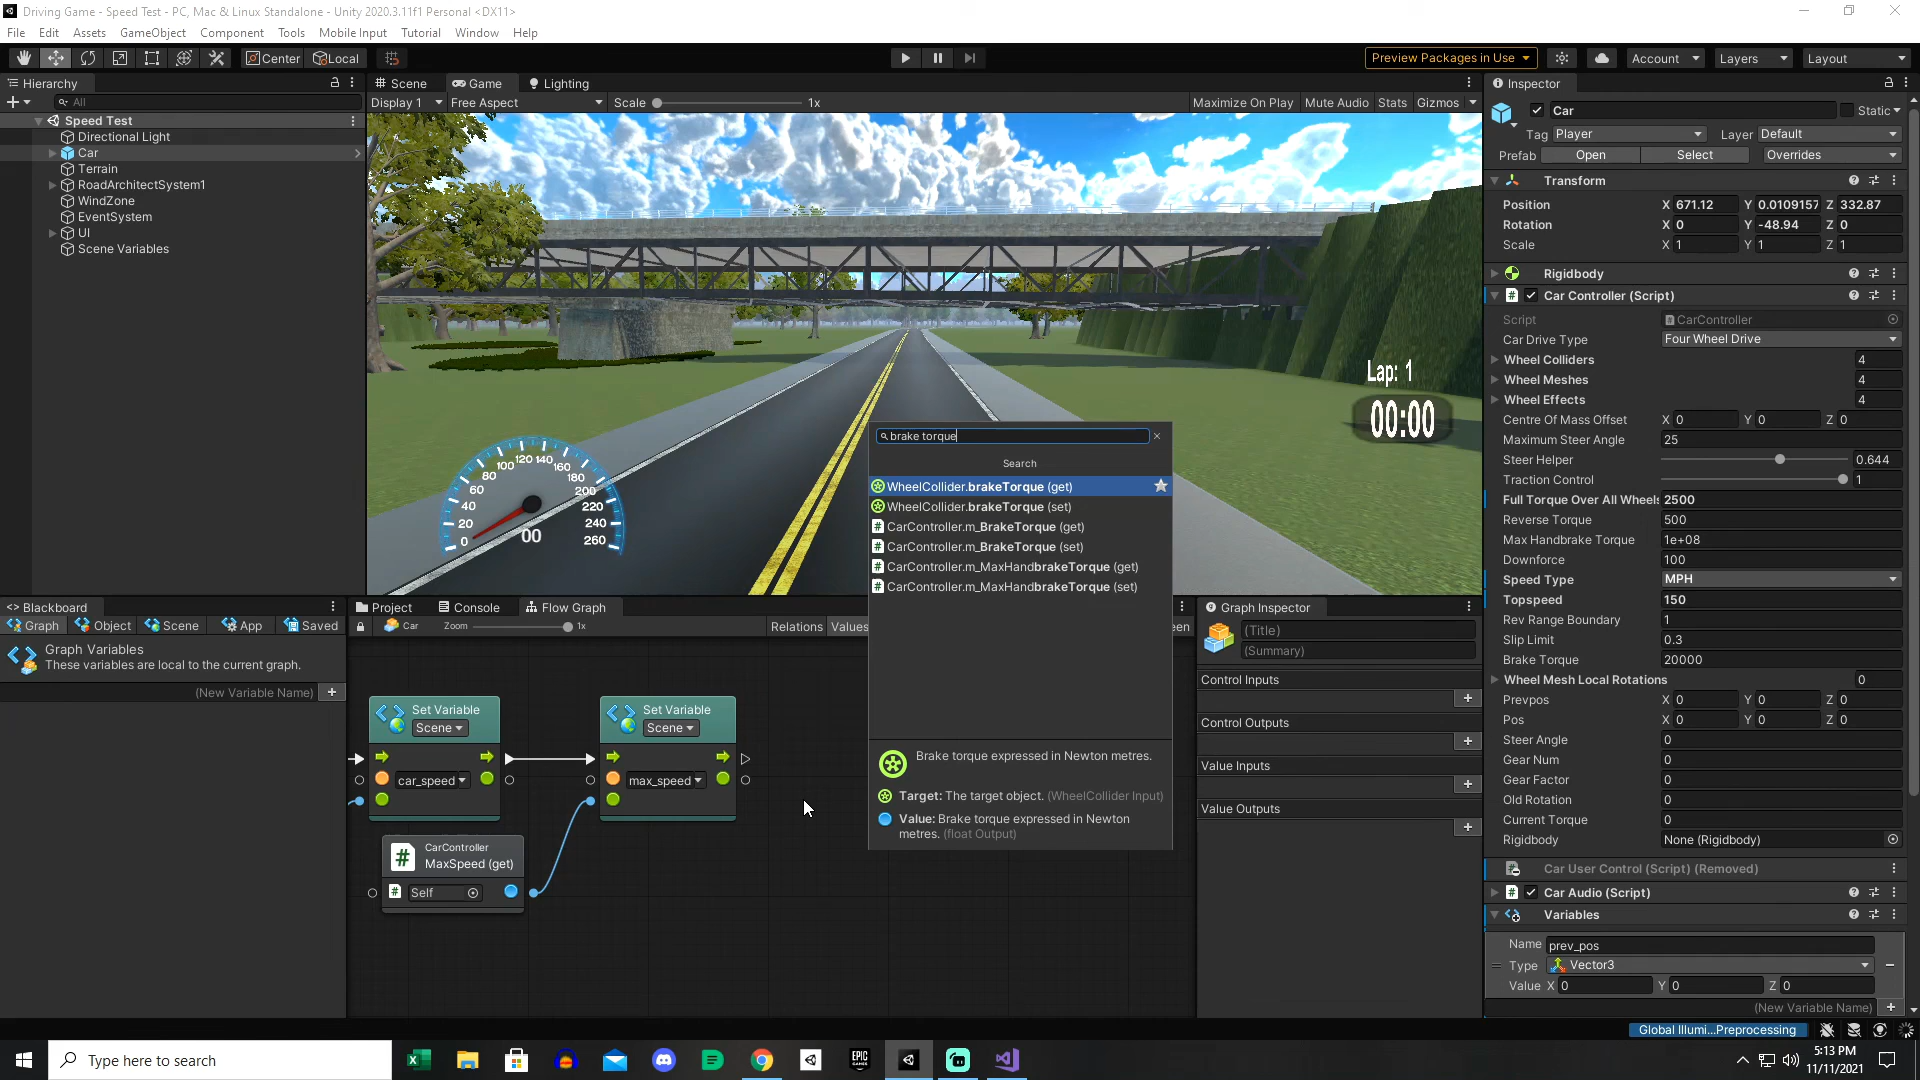 Driving Game - Speed Test - PC, Mac & Linux Standalone - Unity 2020.3.11f1 Personal <DX11>
File Edit Assets GameObject Component Tools Mobile Input Tutorial Window Help
Center Local Preview Packages in Use Account Layers Layout
Hierarchy
All
Speed Test
Directional Light
Car
Terrain
RoadArchitectSystem1
WindZone
EventSystem
UI
Scene Variables
Scene Game Lighting
Display 1 Free Aspect Scale 1x Maximize On Play Mute Audio Stats Gizmos
Lap: 1
00:00
0 20 40 60 80 100 120 140 160 180 200 220 240 260
00
brake torque
Search
WheelCollider.brakeTorque (get)
WheelCollider.brakeTorque (set)
CarController.m_BrakeTorque (get)
CarController.m_BrakeTorque (set)
CarController.m_MaxHandbrakeTorque (get)
CarController.m_MaxHandbrakeTorque (set)
Brake torque expressed in Newton metres.
Target: The target object. (WheelCollider Input)
Value: Brake torque expressed in Newton
metres. (float Output)
<> Blackboard
Graph Object Scene App Saved
Graph Variables
These variables are local to the current graph.
(New Variable Name)
Project Console Flow Graph
Car Zoom 1x Relations Values
Set Variable
Scene
car_speed
Set Variable
Scene
max_speed
CarController
MaxSpeed (get)
Self
Graph Inspector
(Title)
(Summary)
Control Inputs
Control Outputs
Value Inputs
Value Outputs
Inspector
Car Static
Tag Player Layer Default
Prefab Open Select Overrides
Transform
Position X 671.12 Y 0.0109157 Z 332.87
Rotation X 0 Y -48.94 Z 0
Scale X 1 Y 1 Z 1
Rigidbody
Car Controller (Script)
Script CarController
Car Drive Type Four Wheel Drive
Wheel Colliders 4
Wheel Meshes 4
Wheel Effects 4
Centre Of Mass Offset X 0 Y 0 Z 0
Maximum Steer Angle 25
Steer Helper 0.644
Traction Control 1
Full Torque Over All Wheels 2500
Reverse Torque 500
Max Handbrake Torque 1e+08
Downforce 100
Speed Type MPH
Topspeed 150
Rev Range Boundary 1
Slip Limit 0.3
Brake Torque 20000
Wheel Mesh Local Rotations 0
Prevpos X 0 Y 0 Z 0
Pos X 0 Y 0 Z 0
Steer Angle 0
Gear Num 0
Gear Factor 0
Old Rotation 0
Current Torque 0
Rigidbody None (Rigidbody)
Car User Control (Script) (Removed)
Car Audio (Script)
Variables
Name prev_pos
Type Vector3
Value X 0 Y 0 Z 0
(New Variable Name)
Global Illumi...Preprocessing
Type here to search
EPIC
GAMES
5:13 PM
11/11/2021